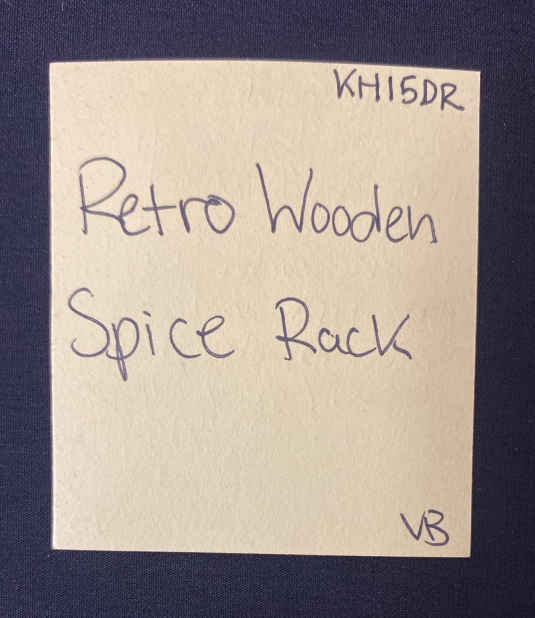 KH15DR
Retro Wooden
Spice Rack
VB